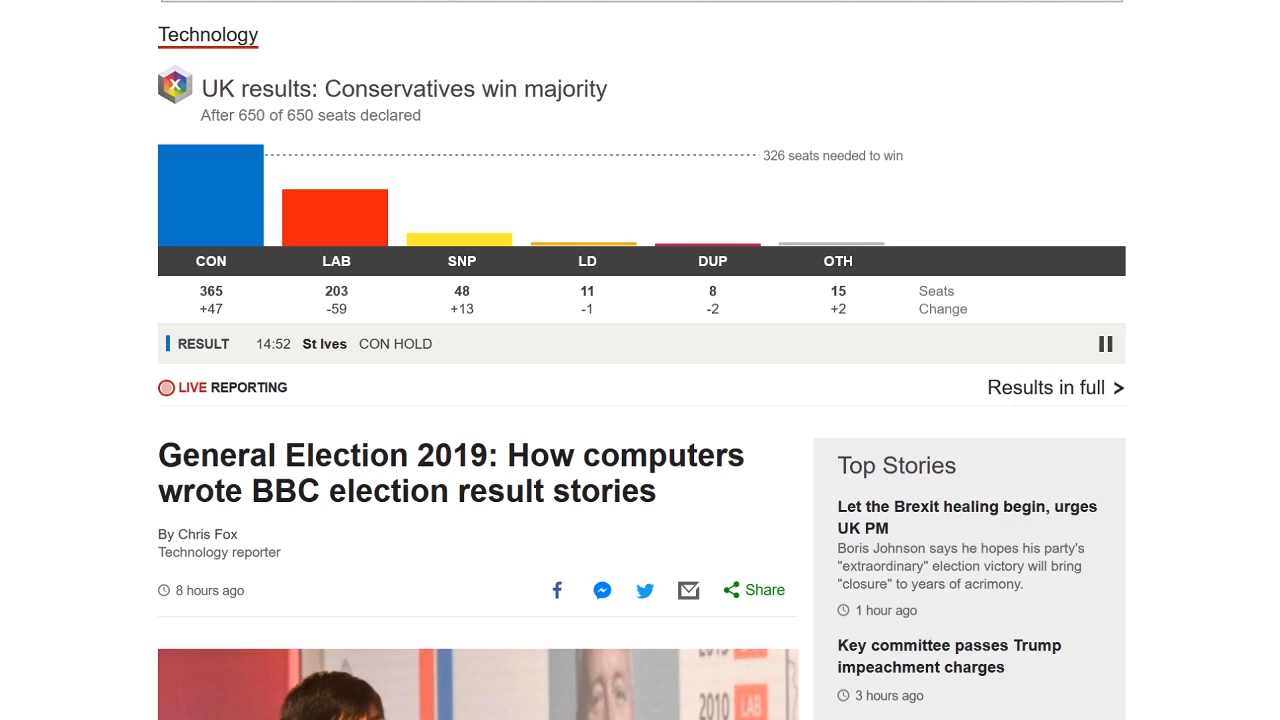 Technology
X
UK results: Conservatives win majority
After 650 of 650 seats declared
326 seats needed to win
CON LAB SNP LD DUP OTH
365 203 48 11 8 15 Seats
+47 -59 +13 -1 -2 +2 Change
RESULT 14:52 St Ives CON HOLD
LIVE REPORTING
Results in full >
General Election 2019: How computers
wrote BBC election result stories
By Chris Fox
Technology reporter
8 hours ago
Share
2010 LAB
Top Stories
Let the Brexit healing begin, urges
UK PM
Boris Johnson says he hopes his party's
"extraordinary" election victory will bring
"closure" to years of acrimony.
1 hour ago
Key committee passes Trump
impeachment charges
3 hours ago